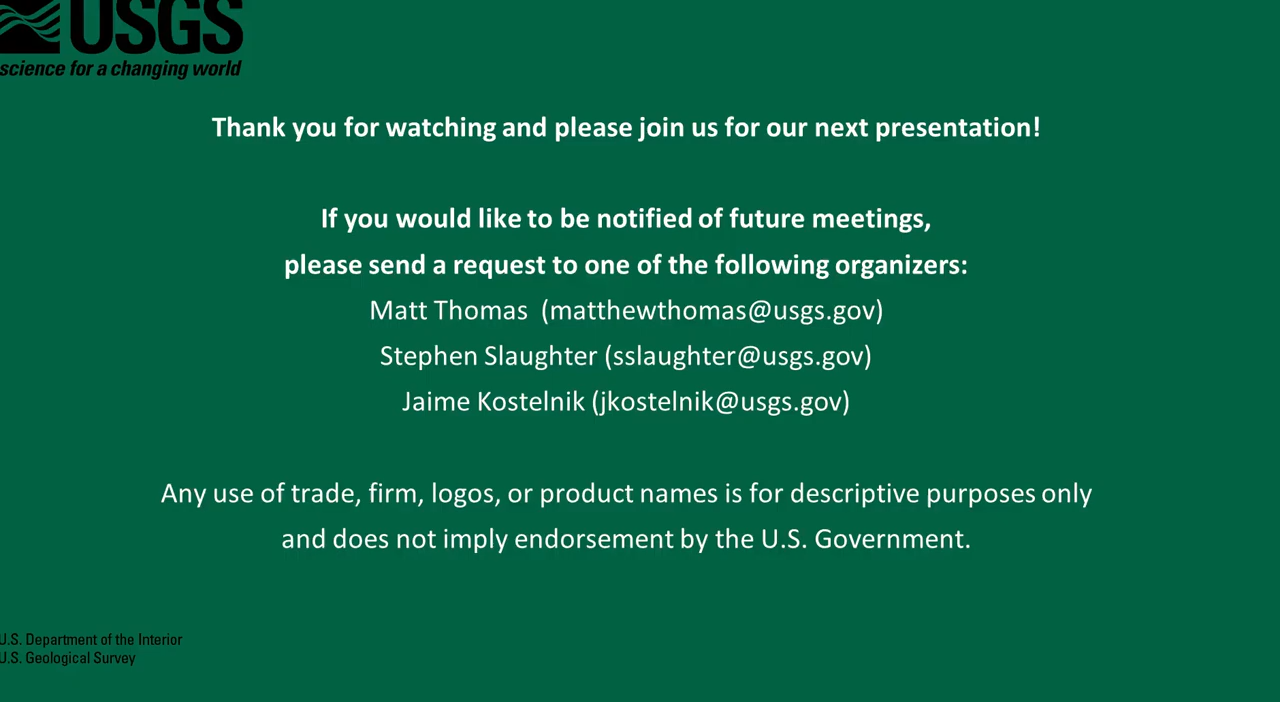 USGS
science for a changing world
Thank you for watching and please join us for our next presentation!
If you would like to be notified of future meetings,
please send a request to one of the following organizers:
Matt Thomas (matthewthomas@usgs.gov)
Stephen Slaughter (sslaughter@usgs.gov)
Jaime Kostelnik (jkostelnik@usgs.gov)
Any use of trade, firm, logos, or product names is for descriptive purposes only
and does not imply endorsement by the U.S. Government.
U.S. Department of the Interior
U.S. Geological Survey